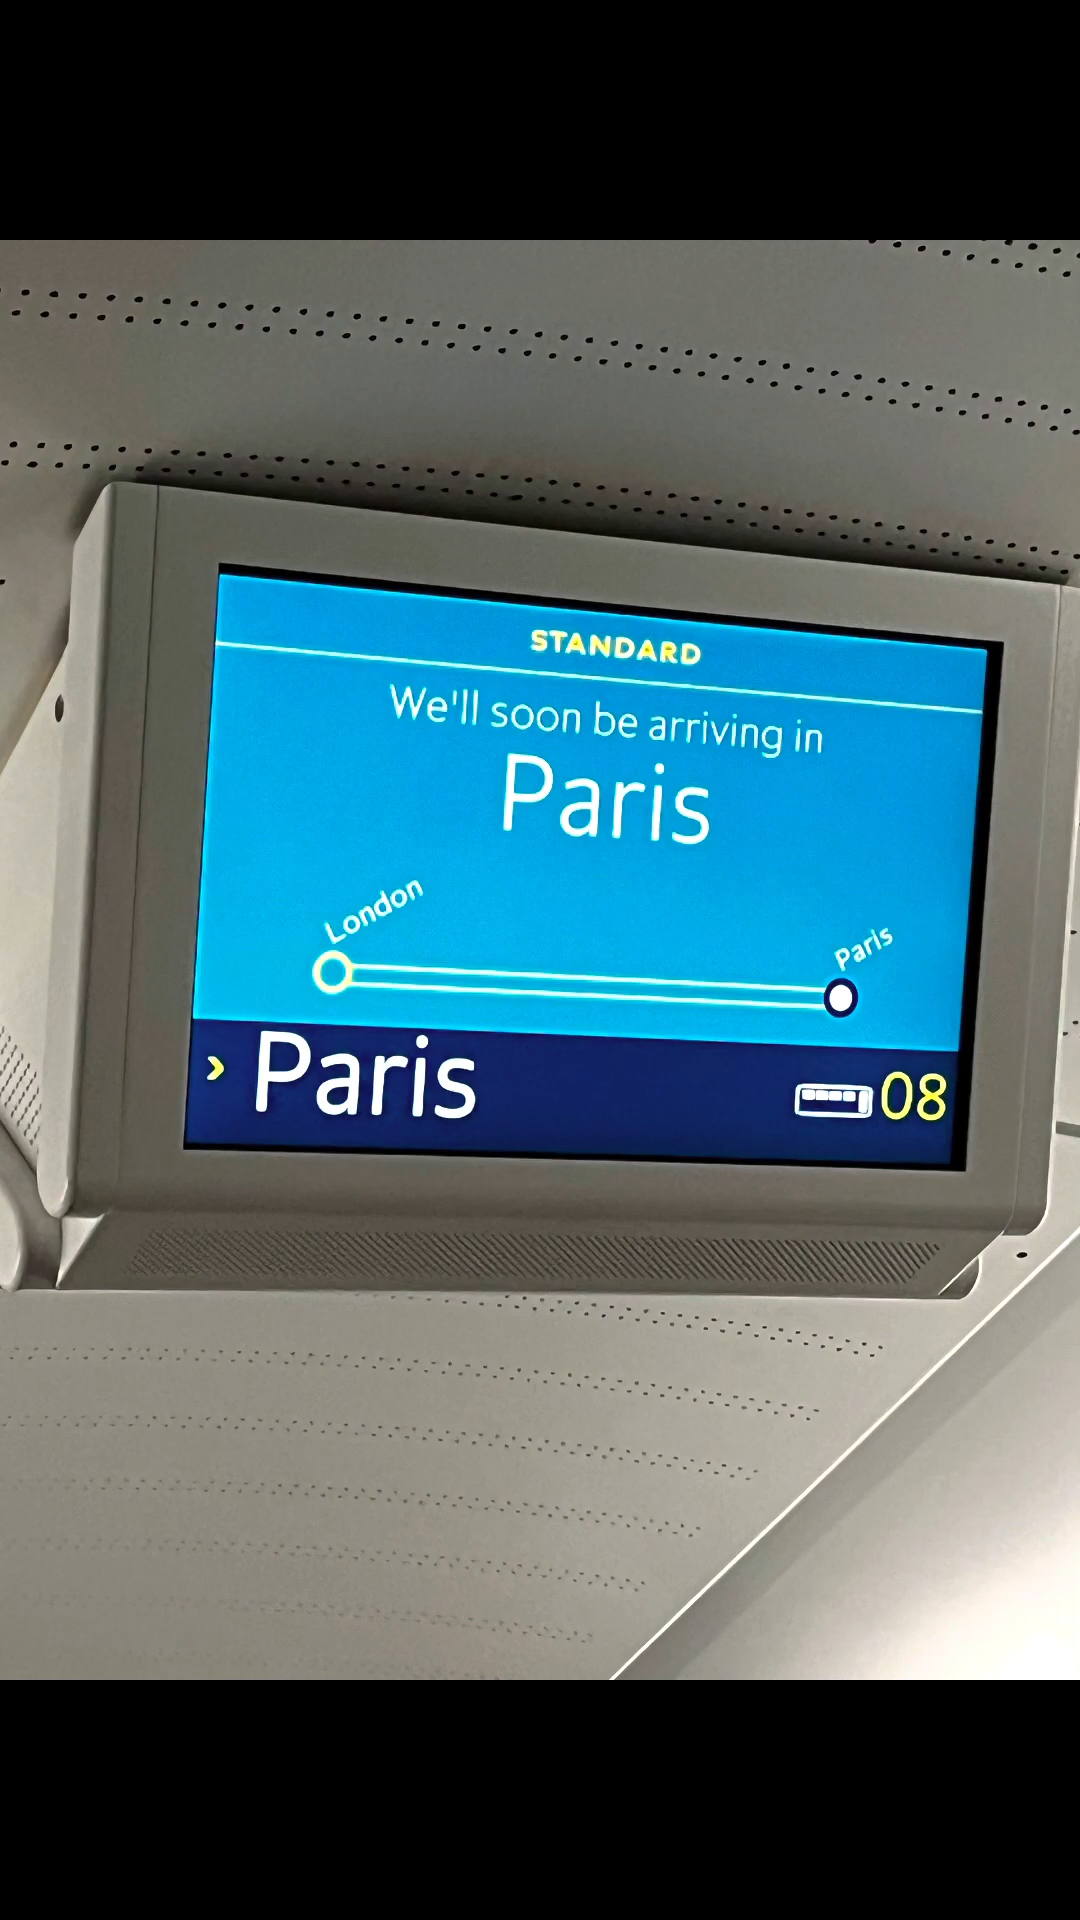 STANDARD
We'll soon be arriving in
Paris
London
Paris
› Paris
08